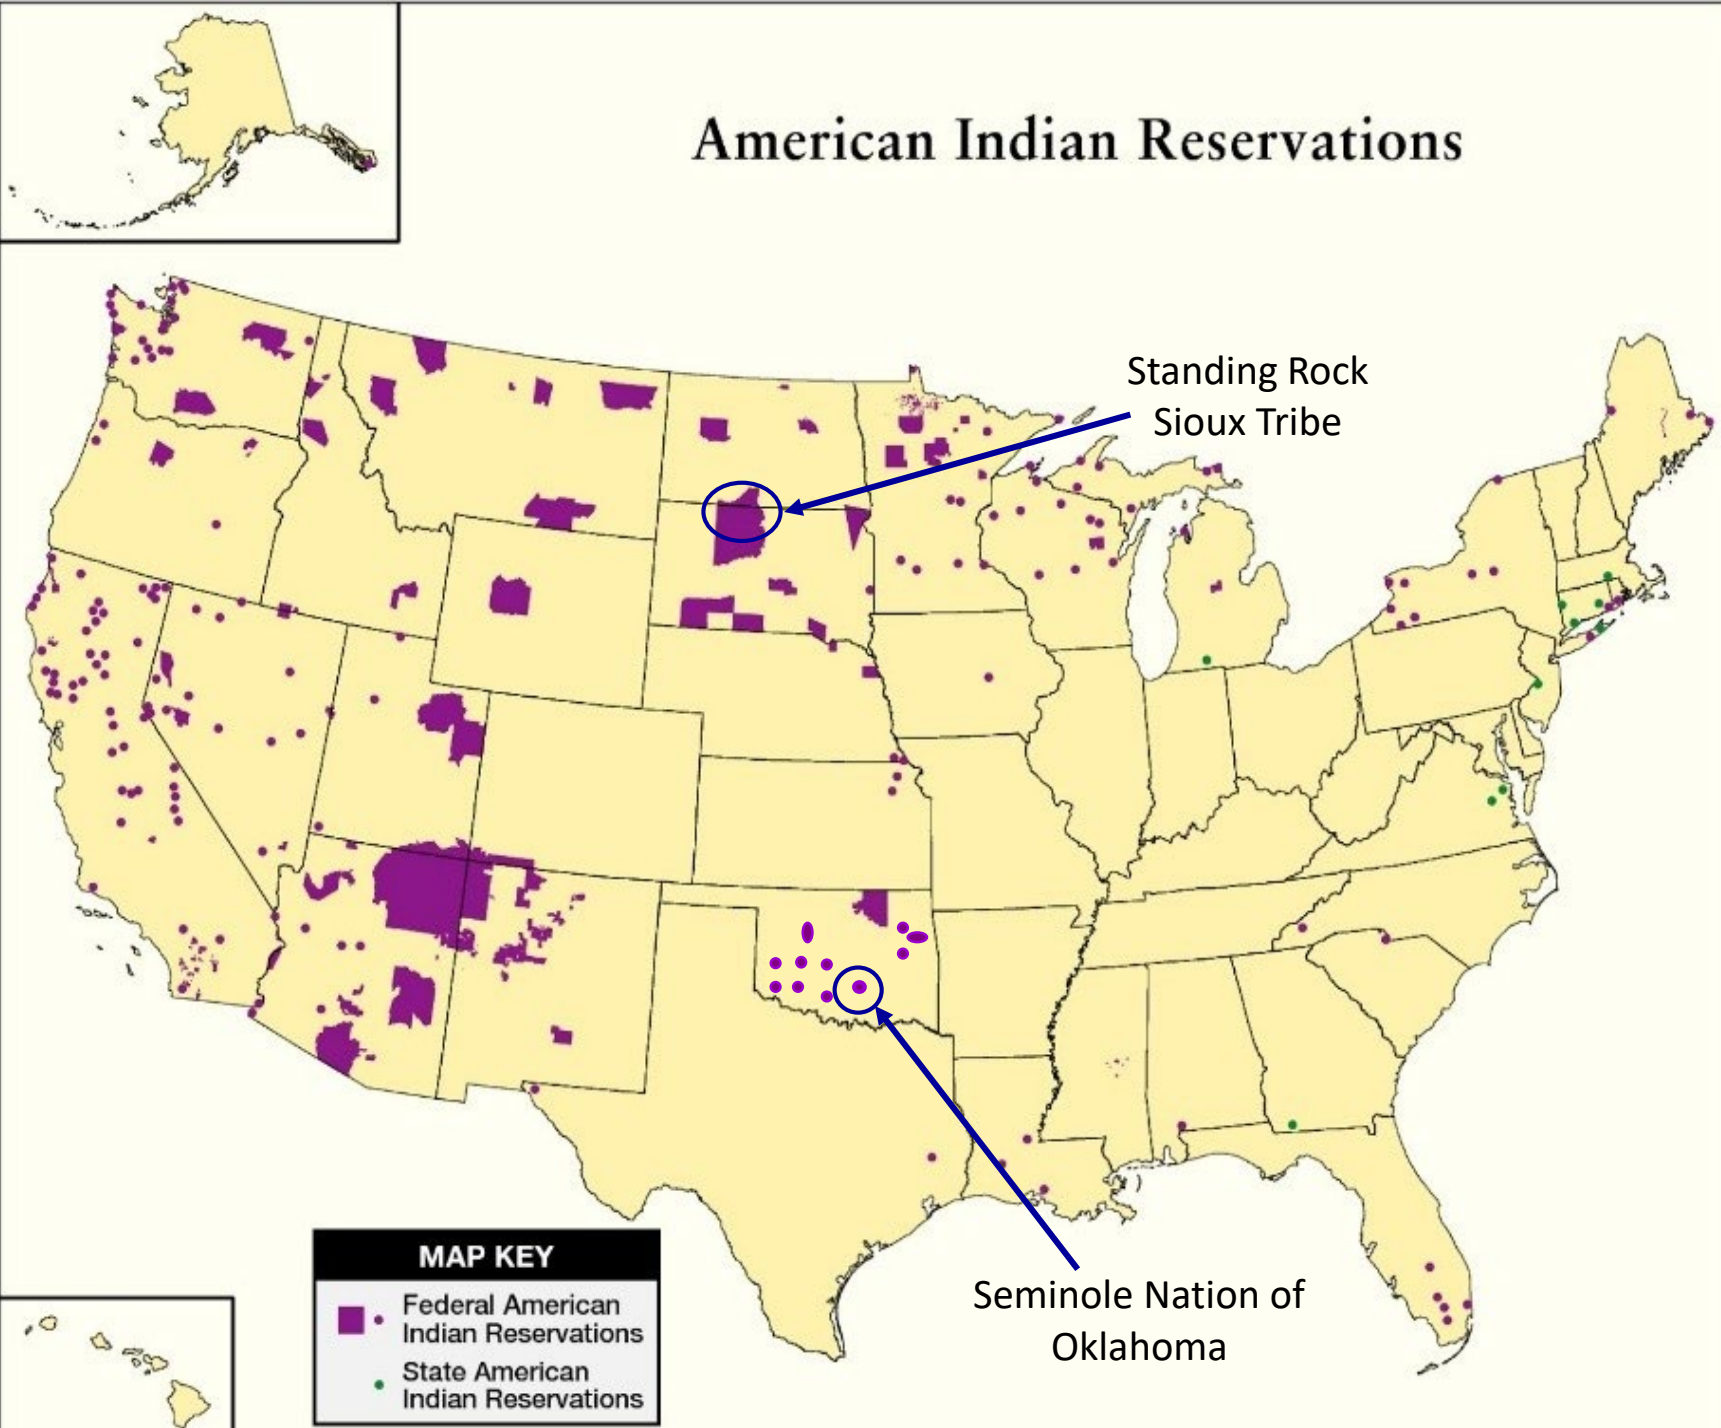 American Indian Reservations
Standing Rock
Sioux Tribe
MAP KEY
Federal American
Indian Reservations
State American
Indian Reservations
Seminole Nation of
Oklahoma